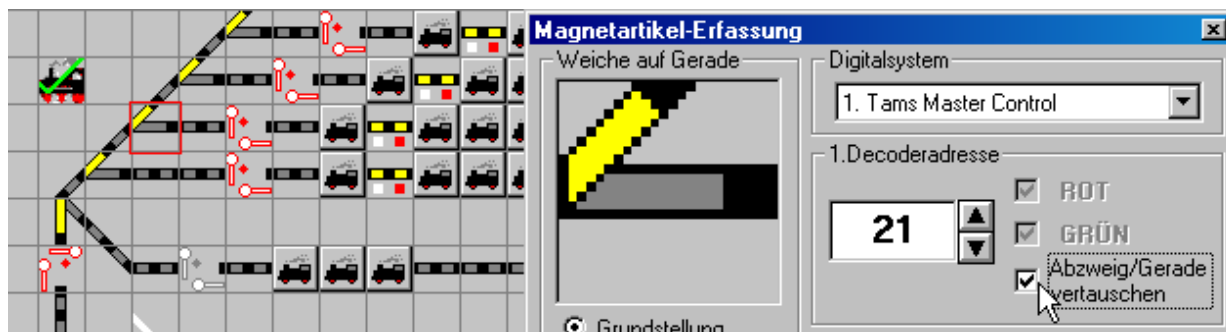 Magnetartikel-Erfassung
Weiche auf Gerade
Digitalsystem
1. Tams Master Control
1.Decoderadresse
21
ROT
GRÜN
Abzweig/Gerade
vertauschen
Grundstellung